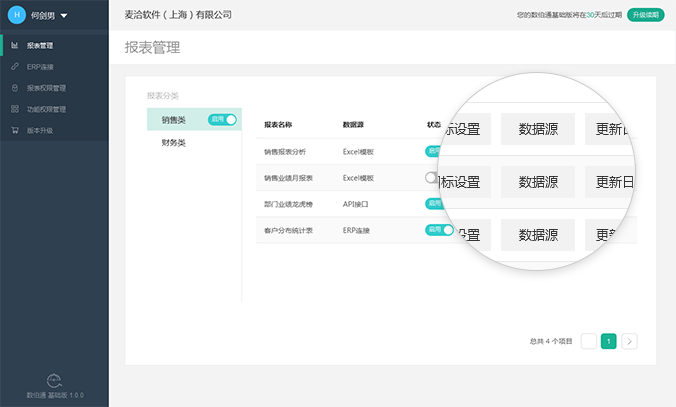 何剑男
麦洽软件（上海）有限公司
您的数伯通基础版将在30天后过期
升级续期
报表管理
ERP连接
报表权限管理
功能权限管理
版本升级
数伯通 基础版 1.0.0
报表管理
报表分类
销售类
启用
财务类
报表名称 数据源 状态
销售报表分析 Excel模板 启用
销售业绩月报表 Excel模板
部门业绩龙虎榜 API接口 启用
客户分布统计表 ERP连接 启用
标设置 数据源 更新日
标设置 数据源 更新日
设置 数据源 更新
总共 4 个项目
1